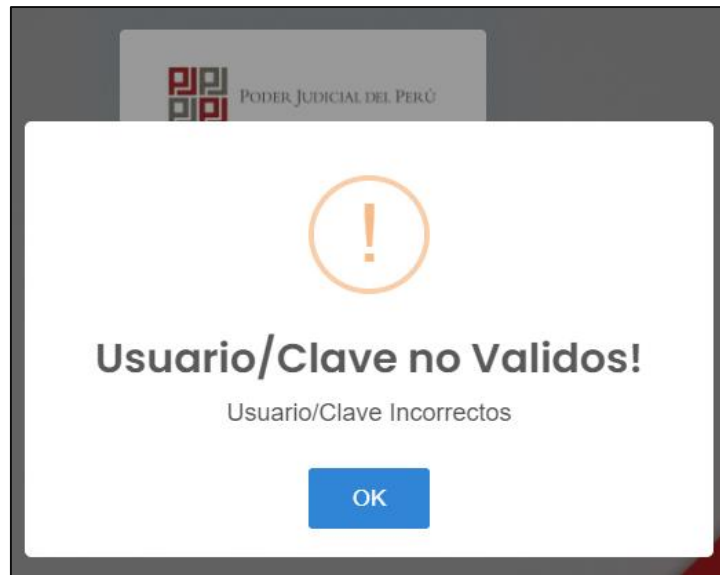 PODER JUDICIAL DEL PERÚ
!
Usuario/Clave no Validos!
Usuario/Clave Incorrectos
OK